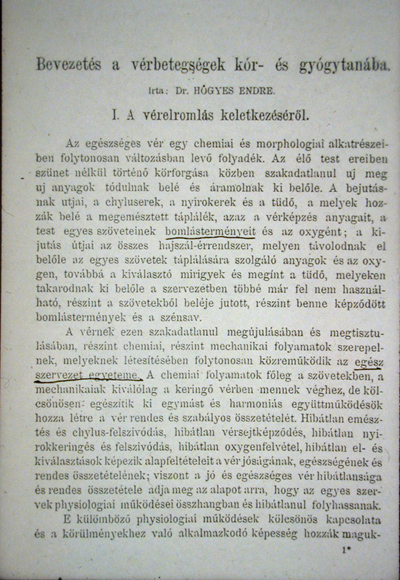 Bevezetés a vérbetegségek kór- és gyógytanába.
Irta: Dr. HŐGYES ENDRE.
I. A vérelromlás keletkezéséről.
Az egészséges vér egy chemiai és morphologiai alkatrészei-
ben folytonosan változásban levő folyadék. Az élő test ereiben
szünet nélkül történő körforgása közben szakadatlanul uj meg
uj anyagok tódulnak belé és áramolnak ki belőle. A bejutás-
nak utjai, a chyluserek, a nyirokerek és a tüdő, a melyek hoz-
zák belé a megemésztett táplálék, azaz a vérképzés anyagait, a
test egyes szöveteinek bomlásterményeit és az oxygént; a ki-
jutás útjai az összes hajszál-érrendszer, melyen távolodnak el
belőle az egyes szövetek táplálására szolgáló anyagok és az oxy-
gen, továbbá a kiválasztó mirigyek és megint a tüdő, melyeken
takarodnak ki belőle a szervezetben többé már fel nem használ-
ható, részint a szövetekből beléje jutott, részint benne képződött
bomlástermények és a szénsav.
A vérnek ezen szakadatlanul megújulásában és megtisztu-
lásában, részint chemiai, részint mechanikai folyamatok szerepel-
nek, melyeknek létesítésében folytonosan közreműködik az egész
szervezet egyeteme. A chemiai folyamatok főleg a szövetekben, a
mechanikaiak kiválólag a keringő vérben mennek véghez, de köl-
csönösen egészítik ki egymást és harmoniás együttműködésök
hozza létre a vér rendes és szabályos összetételét. Hibátlan emész-
tés és chylus-felszívódás, hibátlan vérsejtképződés, hibátlan nyi-
rokkeringés és felszívódás, hibátlan oxygenfelvétel, hibátlan el- és
kiválasztások képezik alapfeltételeit a vér jóságának, egészségének és
rendes összetételének; viszont a jó és egészséges vér hibátlansága
és rendes összetétele adja meg az alapot arra, hogy az egyes szer-
vek physiologiai működései összhangban és hibátlanul folyhassanak.
E külömböző physiologiai működések kölcsönös kapcsolata
és a körülményekhez való alkalmazkodó képesség hozzák maguk-
1*